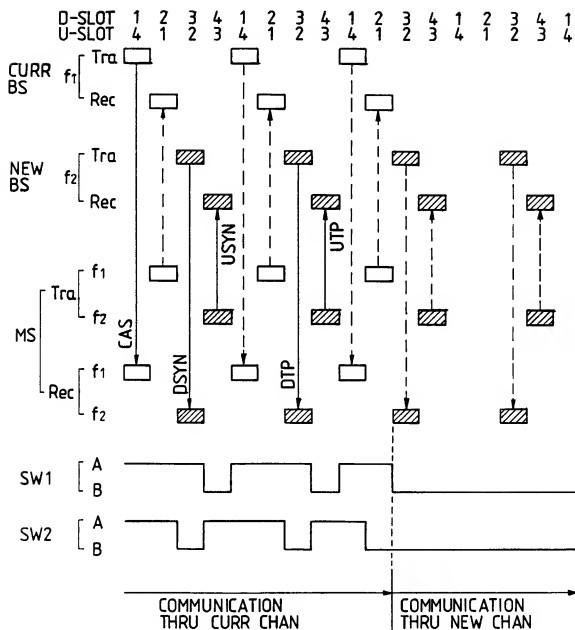 D-SLOT 1 2 3 4 1 2 3 4 1 2 3 4 1 2 3 4 1
U-SLOT 4 1 2 3 4 1 2 3 4 1 2 3 4 1 2 3 4
CURR BS f1 Tra
Rec
NEW BS f2 Tra
Rec
USYN
UTP
MS Tra f1
f2
CAS
DSYN
DTP
Rec f1
f2
SW1 A
B
SW2 A
B
COMMUNICATION
THRU CURR CHAN
COMMUNICATION
THRU NEW CHAN